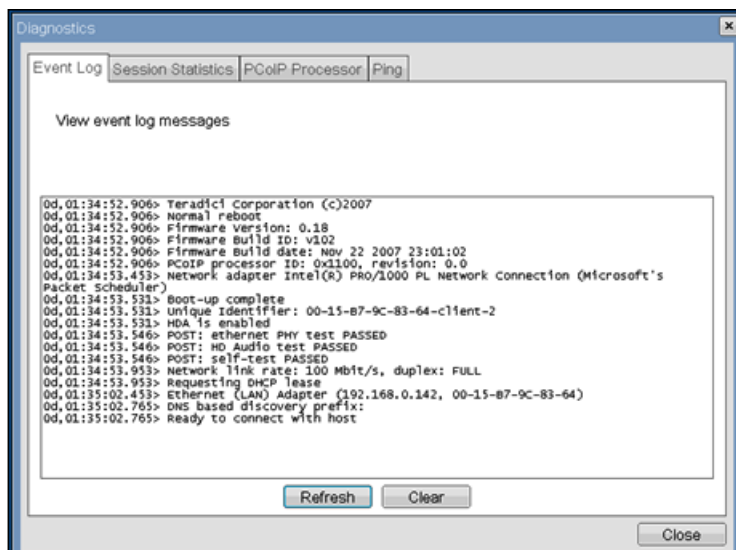 Diagnostics
Event Log
Session Statistics
PCoIP Processor
Ping
View event log messages
0d,01:34:52.906> Teradici Corporation (c)2007
0d,01:34:52.906> Normal reboot
0d,01:34:52.906> Firmware Version: 0.18
0d,01:34:52.906> Firmware Build ID: v102
0d,01:34:52.906> Firmware Build date: Nov 22 2007 23:01:02
0d,01:34:52.906> PCoIP processor ID: 0x1100, revision: 0.0
0d,01:34:53.453> Network adapter Intel(R) PRO/1000 PL Network Connection (Microsoft's
Packet Scheduler)
0d,01:34:53.531> Boot-up complete
0d,01:34:53.531> Unique Identifier: 00-15-B7-9C-83-64-client-2
0d,01:34:53.531> HDA is enabled
0d,01:34:53.546> POST: ethernet PHY test PASSED
0d,01:34:53.546> POST: HD Audio test PASSED
0d,01:34:53.546> POST: self-test PASSED
0d,01:34:53.953> Network link rate: 100 Mbit/s, duplex: FULL
0d,01:34:53.953> Requesting DHCP lease
0d,01:35:02.453> Ethernet (LAN) Adapter (192.168.0.142, 00-15-B7-9C-83-64)
0d,01:35:02.765> DNS based discovery prefix:
0d,01:35:02.765> Ready to connect with host
Refresh
Clear
Close